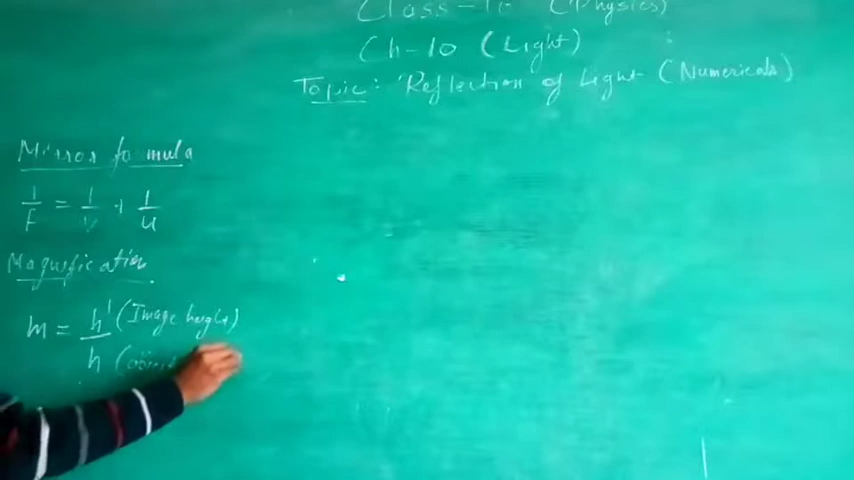 Class-10 (Physics)
Ch-10 (Light)
Topic: Reflection of Light (Numericals)
Mirror formula
1/F = 1/v + 1/u
Magnification
m = h'/h (Image height)